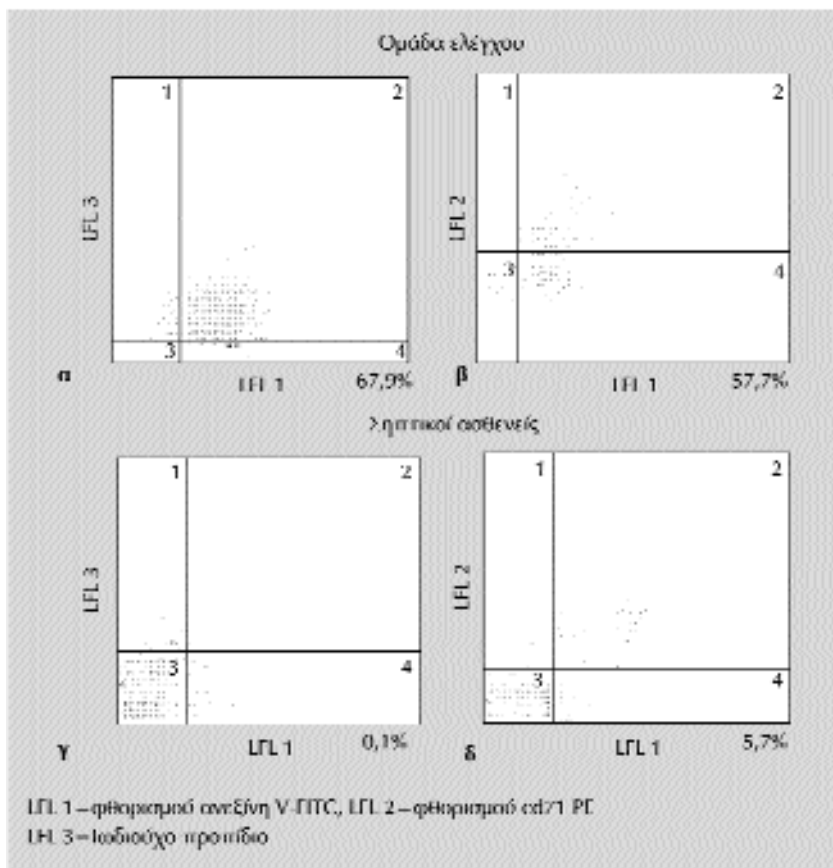 Ομάδα ελέγχου
1 2 1 2
LFL 3 LFL 2
3 4 3 4
α LFL 1 67,9% β LFL 1 57,7%
Σηπτικοί ασθενείς
1 2 1 2
LFL 3 LFL 2
3 4 3 4
γ LFL 1 0,1% δ LFL 1 5,7%
LFL 1=φθορισμού ανεξίνη V-FITC, LFL 2=φθορισμού cd71 PE
LFL 3=Ιωδιούχο προπίδιο